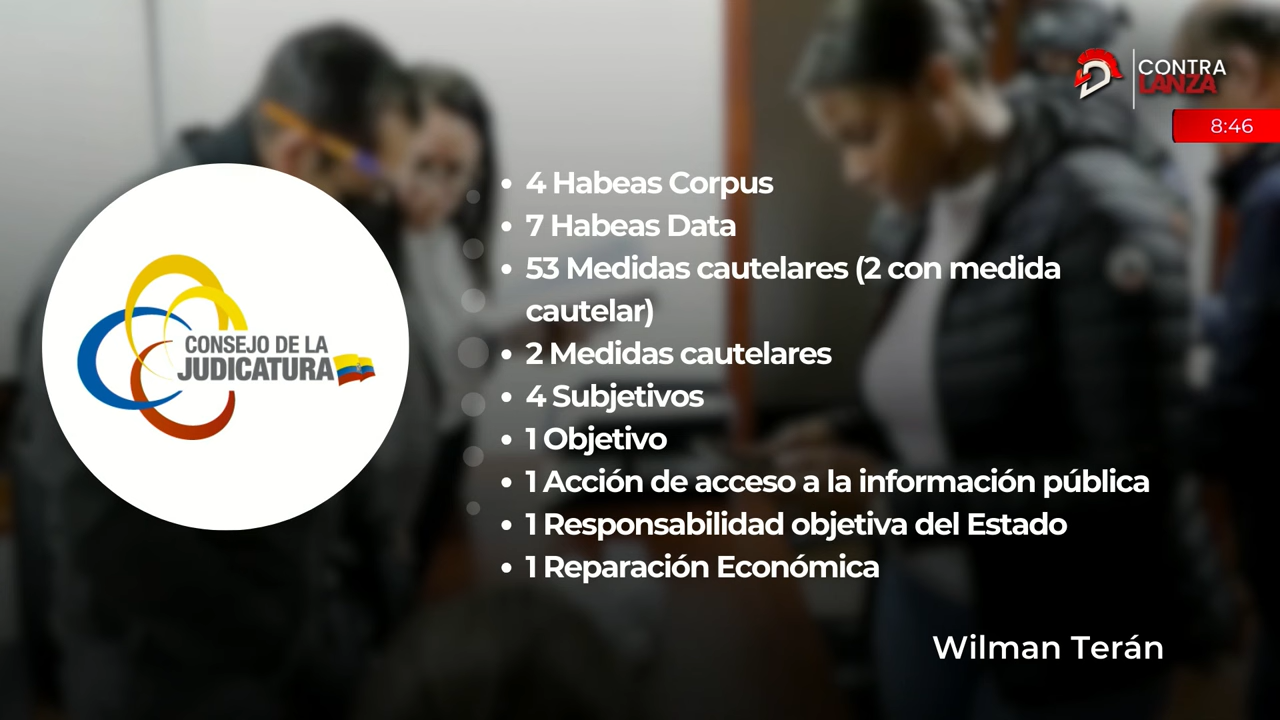 CONTRA
LANZA
8:46
• 4 Habeas Corpus
• 7 Habeas Data
• 53 Medidas cautelares (2 con medida
cautelar)
• 2 Medidas cautelares
• 4 Subjetivos
• 1 Objetivo
• 1 Acción de acceso a la información pública
• 1 Responsabilidad objetiva del Estado
• 1 Reparación Económica
CONSEJO DE LA
JUDICATURA
Wilman Terán